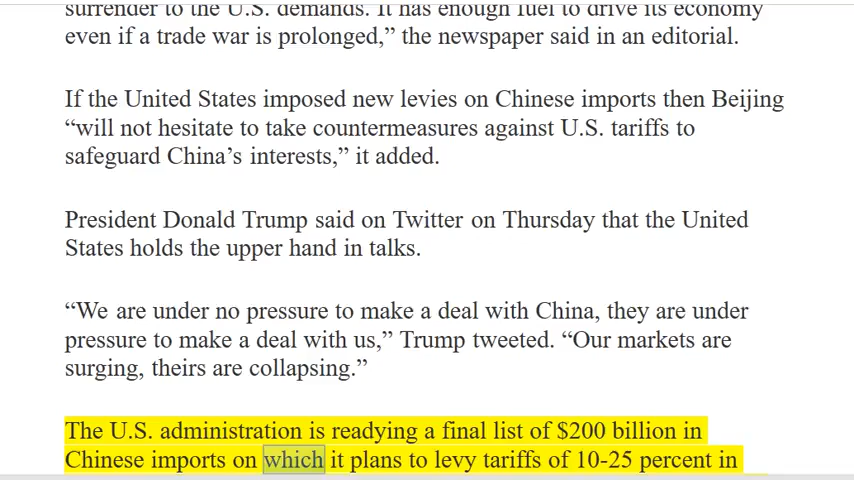 surrender to the U.S. demands. It has enough fuel to drive its economy
even if a trade war is prolonged,” the newspaper said in an editorial.
If the United States imposed new levies on Chinese imports then Beijing
“will not hesitate to take countermeasures against U.S. tariffs to
safeguard China’s interests,” it added.
President Donald Trump said on Twitter on Thursday that the United
States holds the upper hand in talks.
“We are under no pressure to make a deal with China, they are under
pressure to make a deal with us,” Trump tweeted. “Our markets are
surging, theirs are collapsing.”
The U.S. administration is readying a final list of $200 billion in
Chinese imports on which it plans to levy tariffs of 10-25 percent in